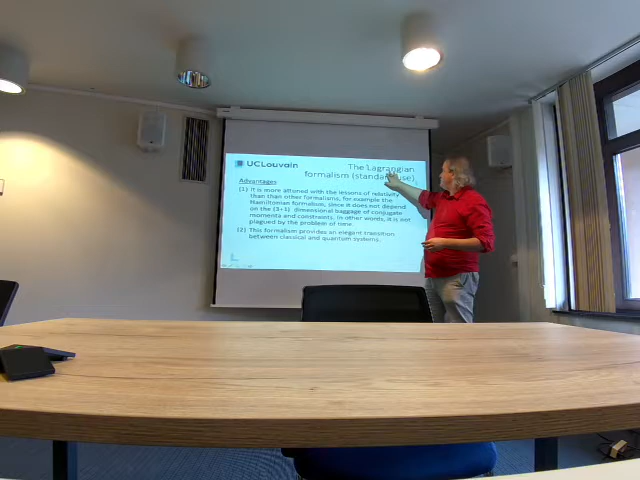 UCLouvain
The Lagrangian
formalism (standard use)
Advantages
(1) It is more attuned with the lessons of relativity
than than other formalisms, for example the
Hamiltonian formalism, since it does not depend
on the (3+1) dimensional baggage of conjugate
momenta and constraints. In other words, it is not
plagued by the problem of time.
(2) This formalism provides an elegant transition
between classical and quantum systems.